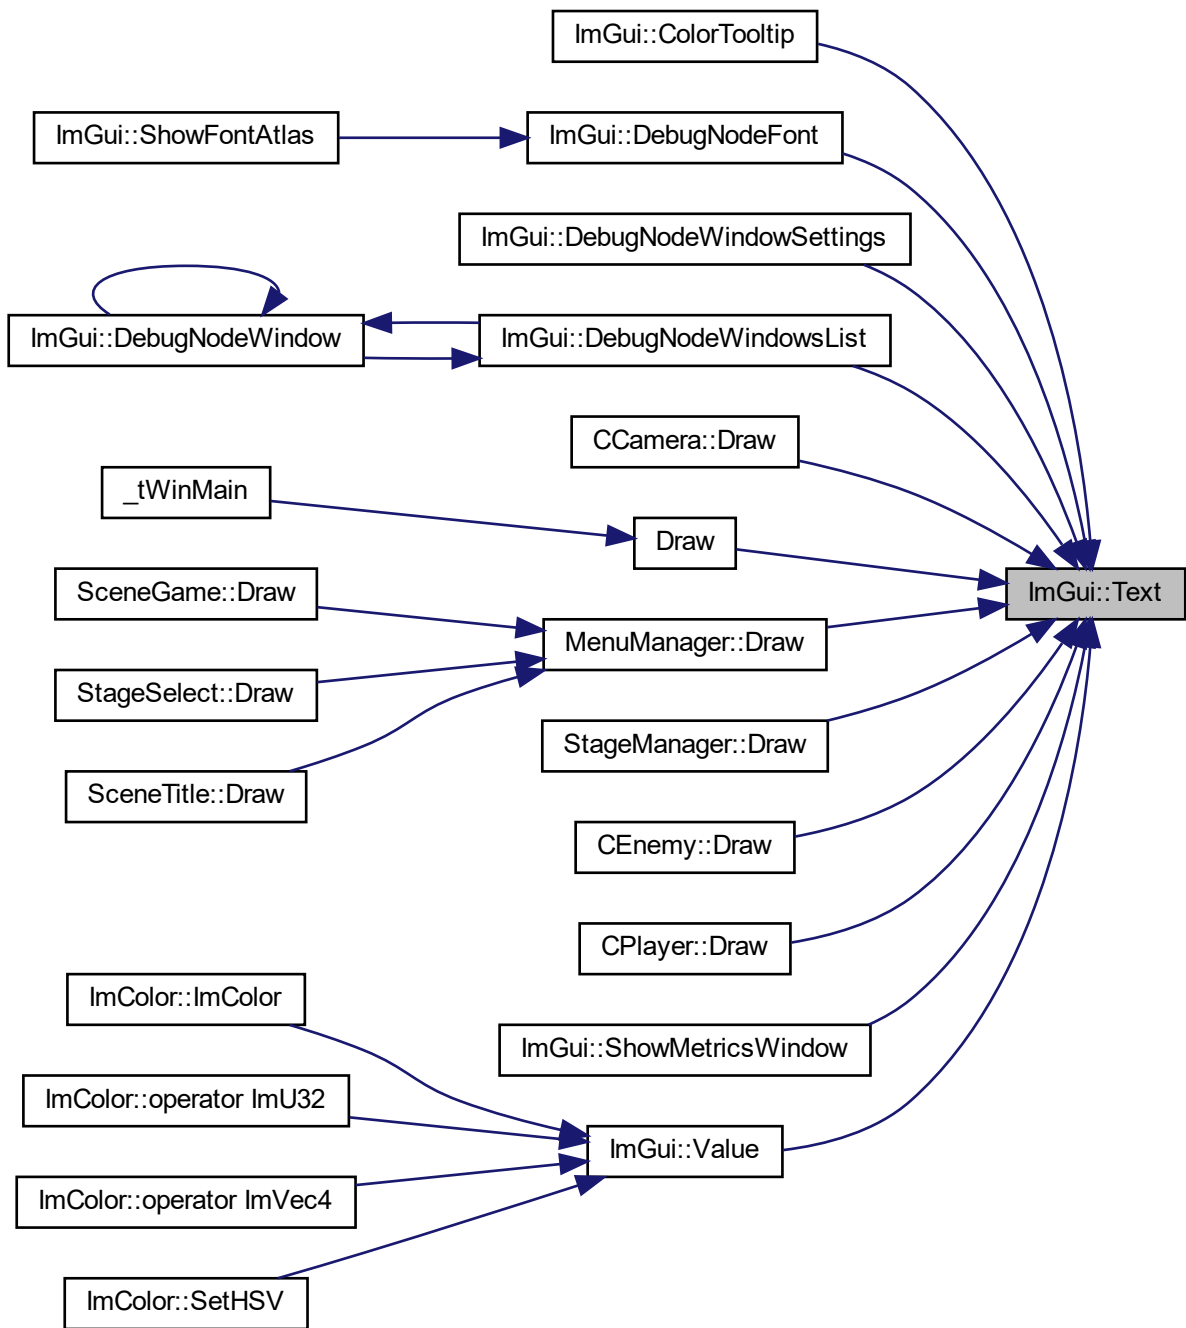 ImGui::ColorTooltip
ImGui::ShowFontAtlas
ImGui::DebugNodeFont
ImGui::DebugNodeWindowSettings
ImGui::DebugNodeWindow
ImGui::DebugNodeWindowsList
CCamera::Draw
_tWinMain
Draw
SceneGame::Draw
ImGui::Text
MenuManager::Draw
StageSelect::Draw
StageManager::Draw
SceneTitle::Draw
CEnemy::Draw
CPlayer::Draw
ImColor::ImColor
ImGui::ShowMetricsWindow
ImColor::operator ImU32
ImGui::Value
ImColor::operator ImVec4
ImColor::SetHSV